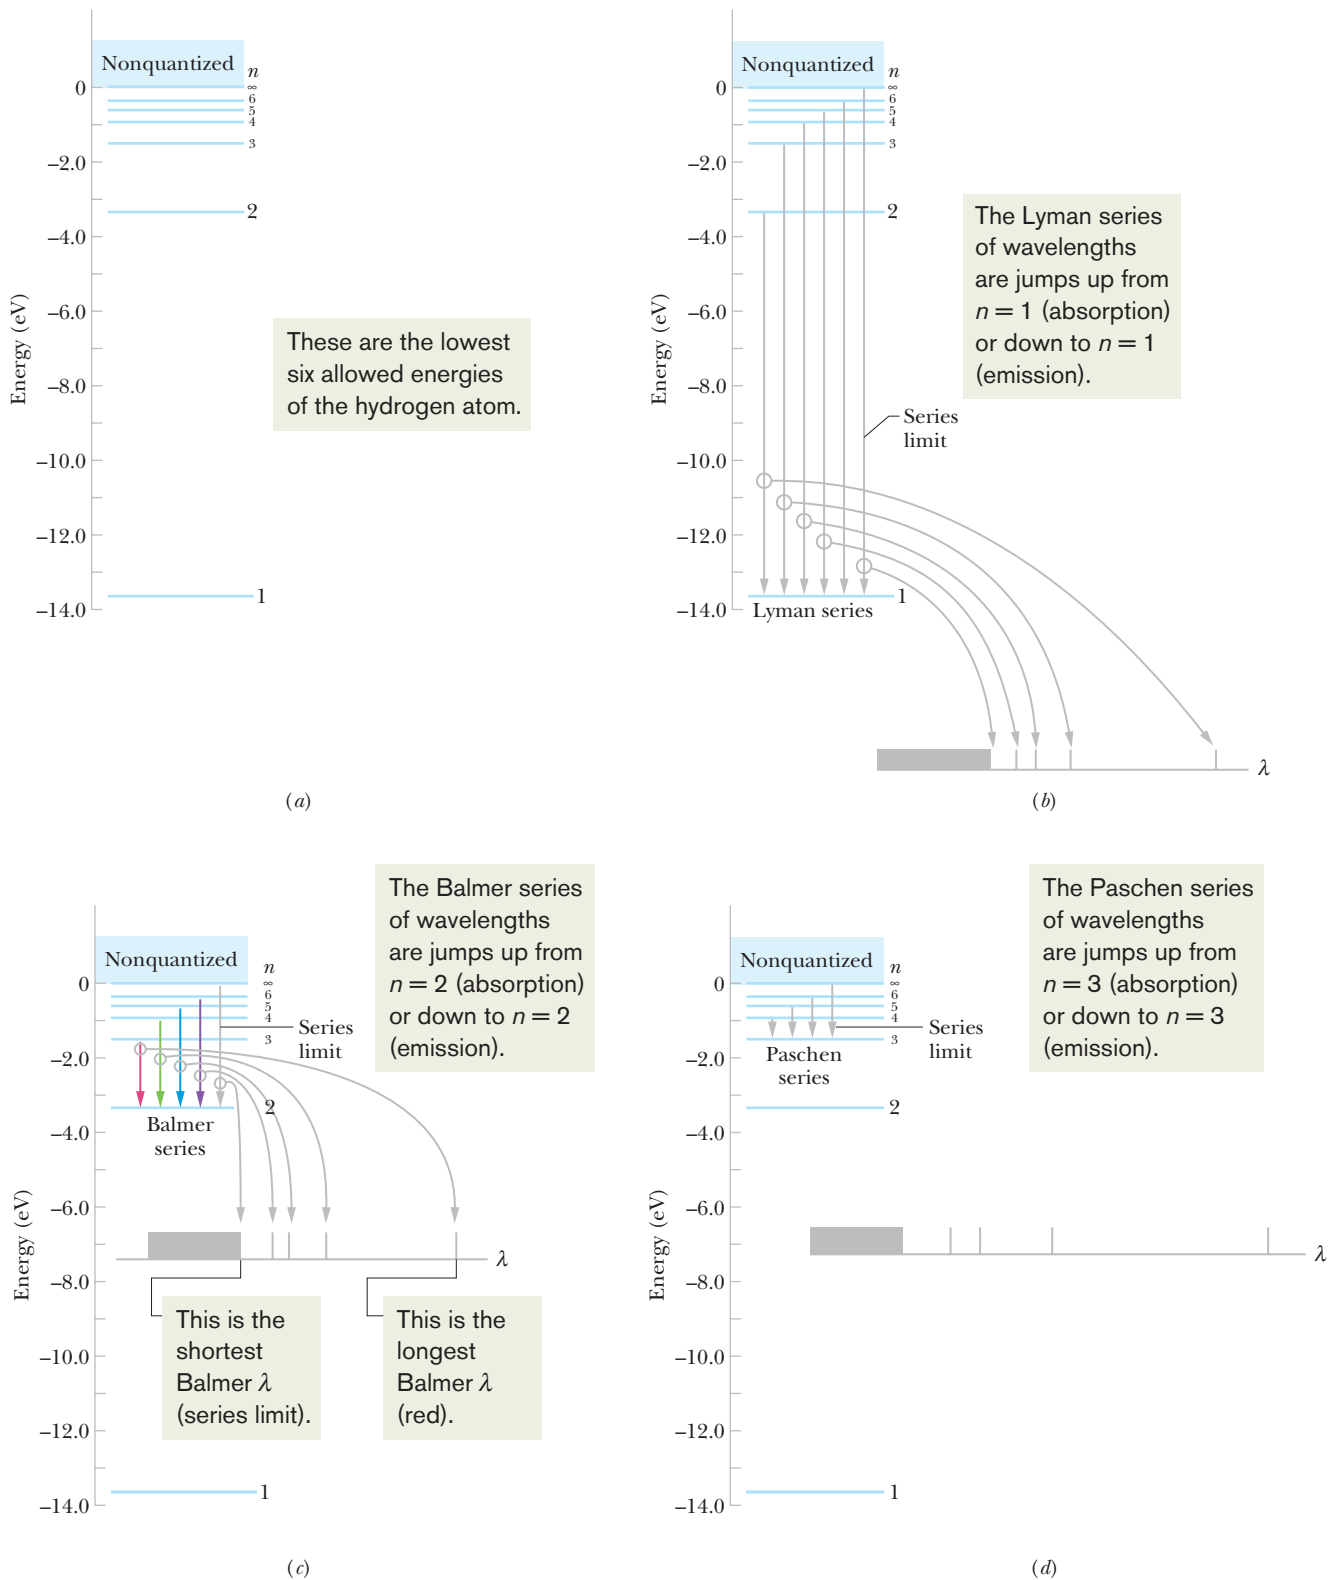 Nonquantized
n
0
∞
6
5
4
3
–2.0
2
–4.0
–6.0
–8.0
–10.0
–12.0
1
–14.0
Energy (eV)
These are the lowest
six allowed energies
of the hydrogen atom.
(a)
Nonquantized
n
0
∞
6
5
4
3
–2.0
2
–4.0
–6.0
–8.0
–10.0
–12.0
1
–14.0
Energy (eV)
The Lyman series
of wavelengths
are jumps up from
n = 1 (absorption)
or down to n = 1
(emission).
Series
limit
Lyman series
λ
(b)
The Balmer series
of wavelengths
are jumps up from
n = 2 (absorption)
or down to n = 2
(emission).
Nonquantized
n
0
∞
6
5
4
3
Series
limit
–2.0
2
Balmer
series
–4.0
–6.0
–8.0
–10.0
–12.0
1
–14.0
Energy (eV)
λ
This is the
shortest
Balmer λ
(series limit).
This is the
longest
Balmer λ
(red).
(c)
The Paschen series
of wavelengths
are jumps up from
n = 3 (absorption)
or down to n = 3
(emission).
Nonquantized
n
0
∞
6
5
4
3
Series
limit
–2.0
Paschen
series
2
–4.0
–6.0
–8.0
–10.0
–12.0
1
–14.0
Energy (eV)
λ
(d)